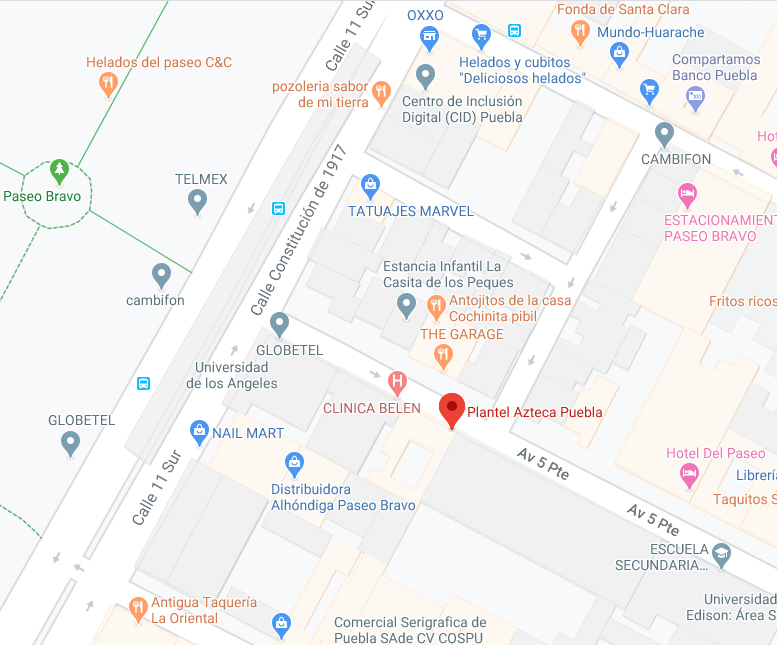 Calle 11 Sur
OXXO
Fonda de Santa Clara
Mundo-Huarache
Helados del paseo C&C
Helados y cubitos
"Deliciosos helados"
Compartamos
Banco Puebla
pozoleria sabor
de mi tierra
Centro de Inclusión
Digital (CID) Puebla
Hot
CAMBIFON
TELMEX
Paseo Bravo
TATUAJES MARVEL
ESTACIONAMIENT
PASEO BRAVO
Calle Constitución de 1917
Estancia Infantil La
Casita de los Peques
cambifon
Antojitos de la casa
Cochinita pibil
Fritos ricos
THE GARAGE
GLOBETEL
Universidad
de los Angeles
CLINICA BELEN
Plantel Azteca Puebla
GLOBETEL
NAIL MART
Hotel Del Paseo
Av 5 Pte
Librería
Distribuidora
Alhóndiga Paseo Bravo
Calle 11 Sur
Taquitos S
Av 5 Pte
ESCUELA
SECUNDARIA...
Antigua Taquería
La Oriental
Universidad
Edison: Área S
Comercial Serigrafica de
Puebla SAde CV COSPU